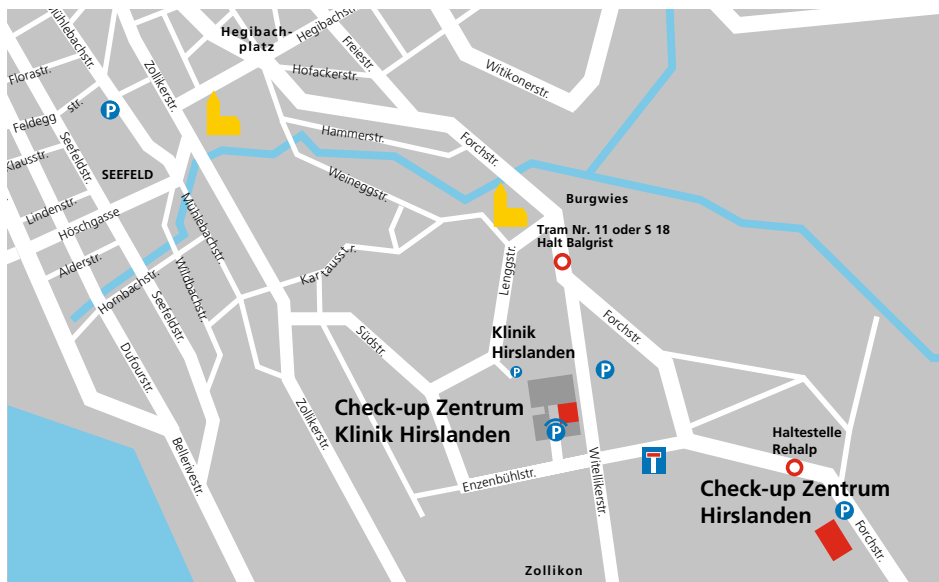 Mühlebachstr.
Hegibach-
platz
Hegibachstr.
Freiestr.
Florastr.
Zollikerstr.
Hofackerstr.
Witikonerstr.
Feldegg str.
P
Hammerstr.
Forchstr.
Klausstr.
Seefeldstr.
SEEFELD
Weineggstr.
Lindenstr.
Höschgasse
Mühlebachstr.
Burgwies
Tram Nr. 11 oder S 18
Halt Balgrist
Alderstr.
Hornbachstr.
Wildbachstr.
Kartausstr.
Lenggstr.
Seefeldstr.
Forchstr.
Dufourstr.
Südstr.
Klinik
Hirslanden
P
P
Check-up Zentrum
Klinik Hirslanden
P
Zollikerstr.
Bellerivestr.
Enzenbühlstr.
Witellikerstr.
Haltestelle
Rehalp
Check-up Zentrum
Hirslanden
P
Forchstr.
Zollikon